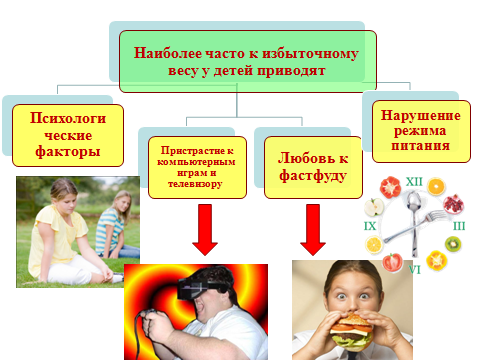 Наиболее часто к избыточному
весу у детей приводят
Психологи
ческие
факторы
Пристрастие к
компьютерным
играм и
телевизору
Любовь к
фастфуду
Нарушение
режима
питания
XII
IX
III
VI